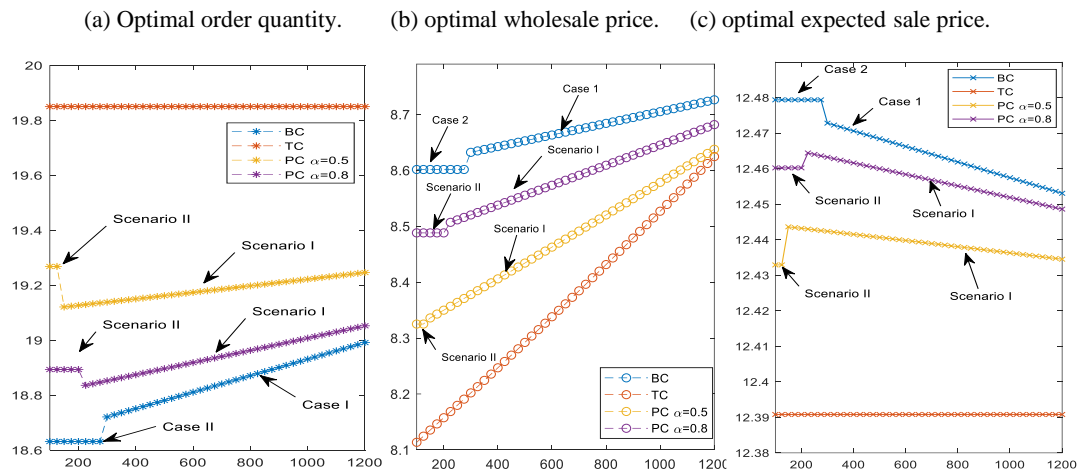 (a) Optimal order quantity.
(b) optimal wholesale price.
(c) optimal expected sale price.
20
19.8
19.6
19.4
19.2
19
18.8
18.6
200
400
600
800
1000
1200
BC
TC
PC α=0.5
PC α=0.8
Scenario II
Scenario I
Scenario II
Scenario I
Case I
Case II
8.7
8.6
8.5
8.4
8.3
8.2
8.1
200
400
600
800
1000
1200
Case 1
Case 2
Scenario I
Scenario II
Scenario I
Scenario II
BC
TC
PC α=0.5
PC α=0.8
12.48
12.47
12.46
12.45
12.44
12.43
12.42
12.41
12.4
12.39
12.38
200
400
600
800
1000
1200
Case 2
Case 1
BC
TC
PC α=0.5
PC α=0.8
Scenario II
Scenario I
Scenario II
Scenario I